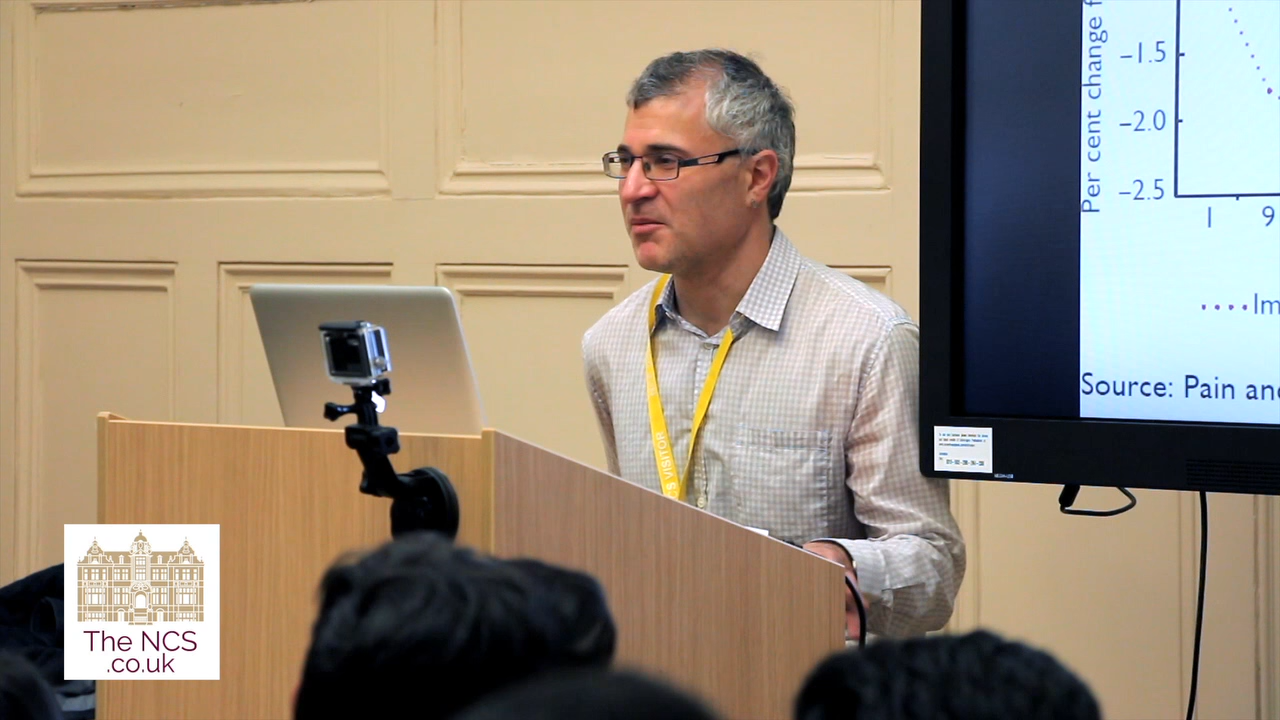 Per cent change f
–1.5
–2.0
–2.5
1 9
Im
Source: Pain and
S VISITOR
The NCS
.co.uk